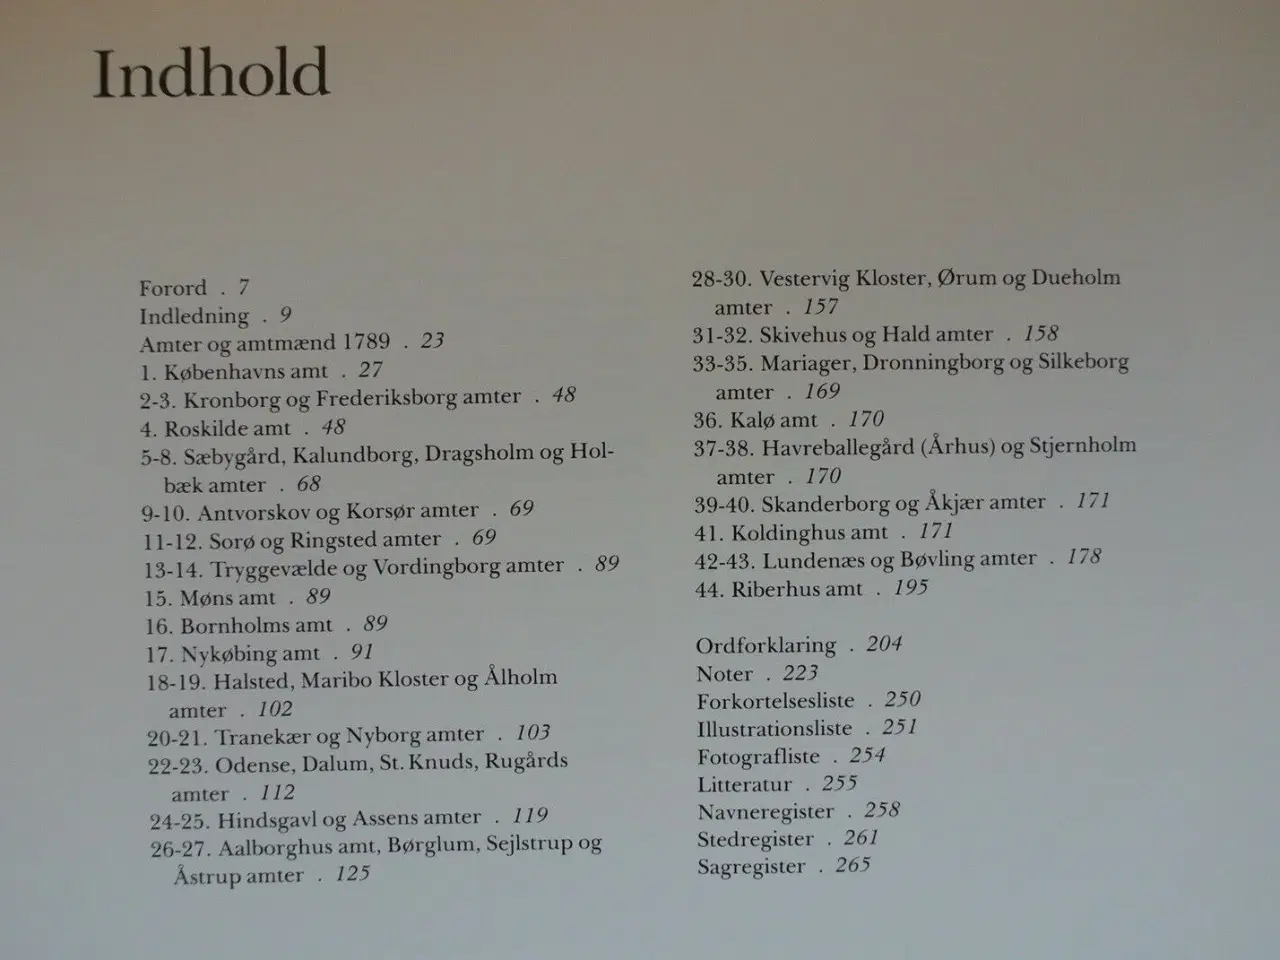 Indhold
Forord . 7
Indledning . 9
Amter og amtmænd 1789 . 23
1. Københavns amt . 27
2-3. Kronborg og Frederiksborg amter . 48
4. Roskilde amt . 48
5-8. Sæbygård, Kalundborg, Dragsholm og Hol-
bæk amter . 68
9-10. Antvorskov og Korsør amter . 69
11-12. Sorø og Ringsted amter . 69
13-14. Tryggevælde og Vordingborg amter . 89
15. Møns amt . 89
16. Bornholms amt . 89
17. Nykøbing amt . 91
18-19. Halsted, Maribo Kloster og Ålholm
amter . 102
20-21. Tranekær og Nyborg amter . 103
22-23. Odense, Dalum, St. Knuds, Rugårds
amter . 112
24-25. Hindsgavl og Assens amter . 119
26-27. Aalborghus amt, Børglum, Sejlstrup og
Åstrup amter . 125
28-30. Vestervig Kloster, Ørum og Dueholm
amter . 157
31-32. Skivehus og Hald amter . 158
33-35. Mariager, Dronningborg og Silkeborg
amter . 169
36. Kalø amt . 170
37-38. Havreballegård (Århus) og Stjernholm
amter . 170
39-40. Skanderborg og Åkjær amter . 171
41. Koldinghus amt . 171
42-43. Lundenæs og Bøvling amter . 178
44. Riberhus amt . 195
Ordforklaring . 204
Noter . 223
Forkortelsesliste . 250
Illustrationsliste . 251
Fotografliste . 254
Litteratur . 255
Navneregister . 258
Stedregister . 261
Sagregister . 265